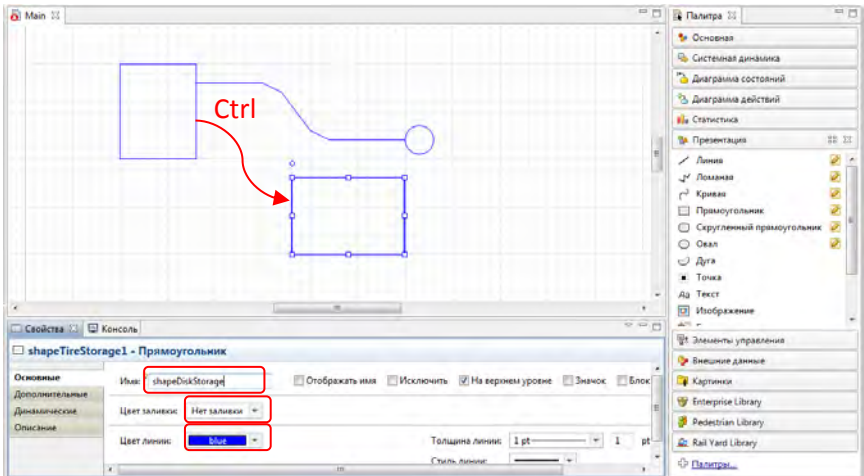 Main
Ctrl
Свойства
Консоль
shapeTireStorage1 - Прямоугольник
Основные
Дополнительные
Динамические
Описание
Имя: shapeDiskStorage
Отображать имя
Исключить
На верхнем уровне
Значок
Блок
Цвет заливки: Нет заливки
Цвет линии: blue
Толщина линии: 1 pt 1 pt
Стиль линии:
Палитра
Основная
Системная динамика
Диаграмма состояний
Диаграмма действий
Статистика
Презентация
Линия
Ломаная
Кривая
Прямоугольник
Скругленный прямоугольник
Овал
Дуга
Точка
Aa Текст
Изображение
Элементы управления
Внешние данные
Картинки
Enterprise Library
Pedestrian Library
Rail Yard Library
Палитры...